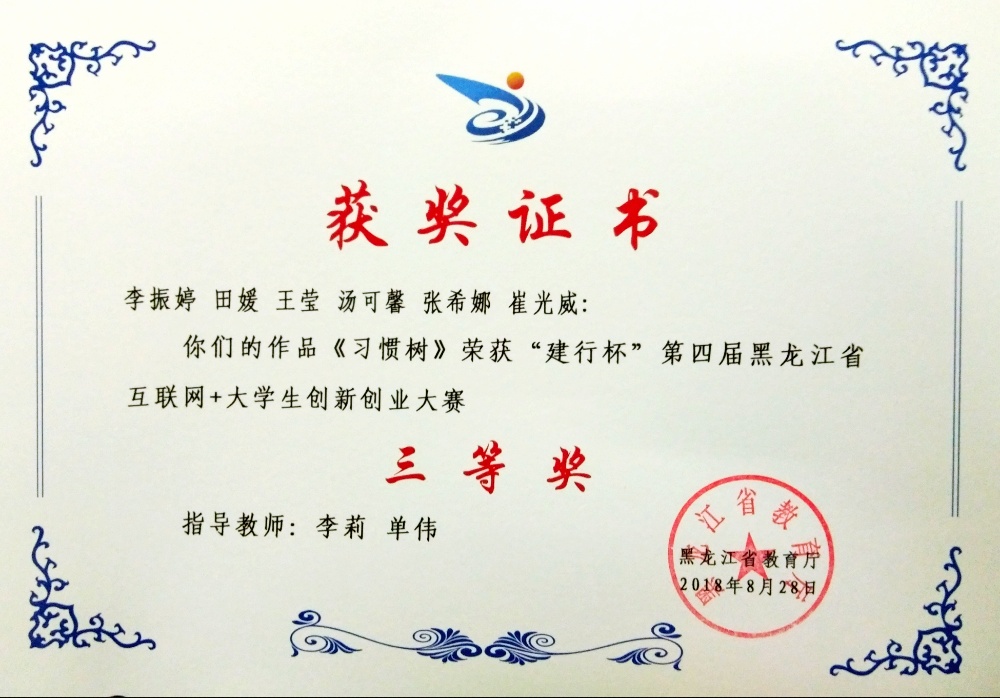 获奖证书
李振婷 田媛 王莹 汤可馨 张希娜 崔光威:
你们的作品《习惯树》荣获“建行杯”第四届黑龙江省
互联网+大学生创新创业大赛
三等奖
指导教师: 李莉 单伟
黑龙江省教育厅
黑龙江省教育厅
2018年8月28日